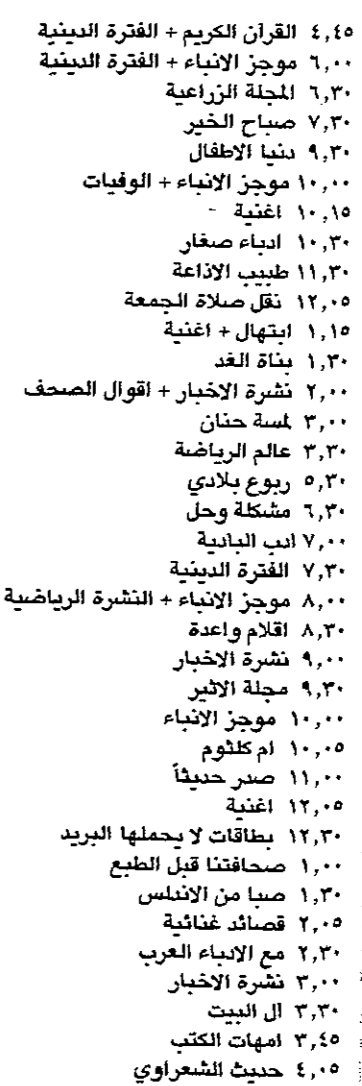 ٤,٤٥ القرآن الكريم + الفترة الدينية
٦,٠٠ موجز الانباء + الفترة الدينية
٦,٣٠ المجلة الزراعية
٧,٣٠ صباح الخير
٩,٣٠ دنيا الاطفال
١٠,٠٠ موجز الانباء + الوفيات
١٠,١٥ اغنية -
١٠,٣٠ ادباء صغار
١١,٣٠ طبيب الاذاعة
١٢,٠٥ نقل صلاة الجمعة
١,١٥ ابتهال + اغنية
١,٣٠ بناة الغد
٢,٠٠ نشرة الاخبار + اقوال الصحف
٣,٠٠ لمسة حنان
٣,٣٠ عالم الرياضة
٥,٣٠ ربوع بلادي
٦,٣٠ مشكلة وحل
٧,٠٠ ادب البادية
٧,٣٠ الفترة الدينية
٨,٠٠ موجز الانباء + النشرة الرياضية
٨,٣٠ اقلام واعدة
٩,٠٠ نشرة الاخبار
٩,٣٠ مجلة الاثير
١٠,٠٠ موجز الانباء
١٠,٠٥ ام كلثوم
١١,٠٠ صدر حديثاً
١٢,٠٥ اغنية
١٢,٣٠ بطاقات لا يحملها البريد
١,٠٠ صحافتنا قبل الطبع
١,٣٠ صبا من الاندلس
٢,٠٥ قصائد غنائية
٢,٣٠ مع الادباء العرب
٣,٠٠ نشرة الاخبار
٣,٣٠ ال البيت
٣,٤٥ امهات الكتب
٤,٠٥ حديث الشعراوي